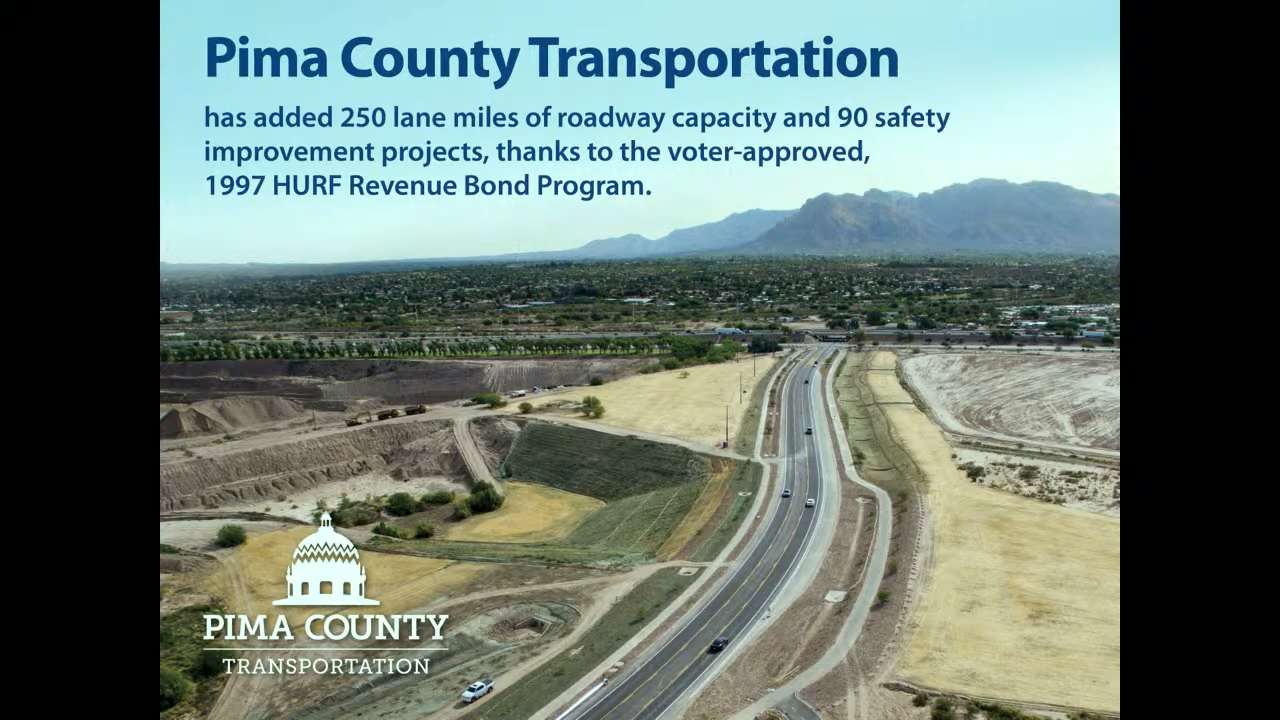 Pima County Transportation
has added 250 lane miles of roadway capacity and 90 safety
improvement projects, thanks to the voter-approved,
1997 HURF Revenue Bond Program.
PIMA COUNTY
TRANSPORTATION